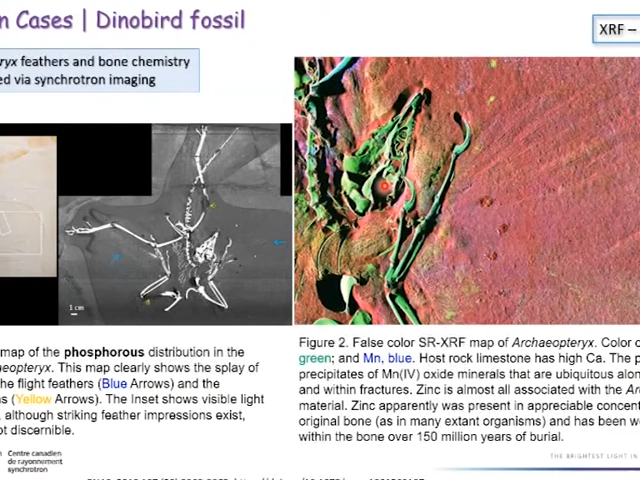 n Cases | Dinobird fossil
XRF –
ryx feathers and bone chemistry
ed via synchrotron imaging
1 cm
map of the phosphorous distribution in the
aeopteryx. This map clearly shows the splay of
he flight feathers (Blue Arrows) and the
s (Yellow Arrows). The Inset shows visible light
, although striking feather impressions exist,
ot discernible.
Figure 2. False color SR-XRF map of Archaeopteryx. Color c
green; and Mn, blue. Host rock limestone has high Ca. The p
precipitates of Mn(IV) oxide minerals that are ubiquitous alon
and within fractures. Zinc is almost all associated with the Ar
material. Zinc apparently was present in appreciable concent
original bone (as in many extant organisms) and has been we
within the bone over 150 million years of burial.
Centre canadien
de rayonnement
synchrotron
THE BRIGHTEST LIGHT IN